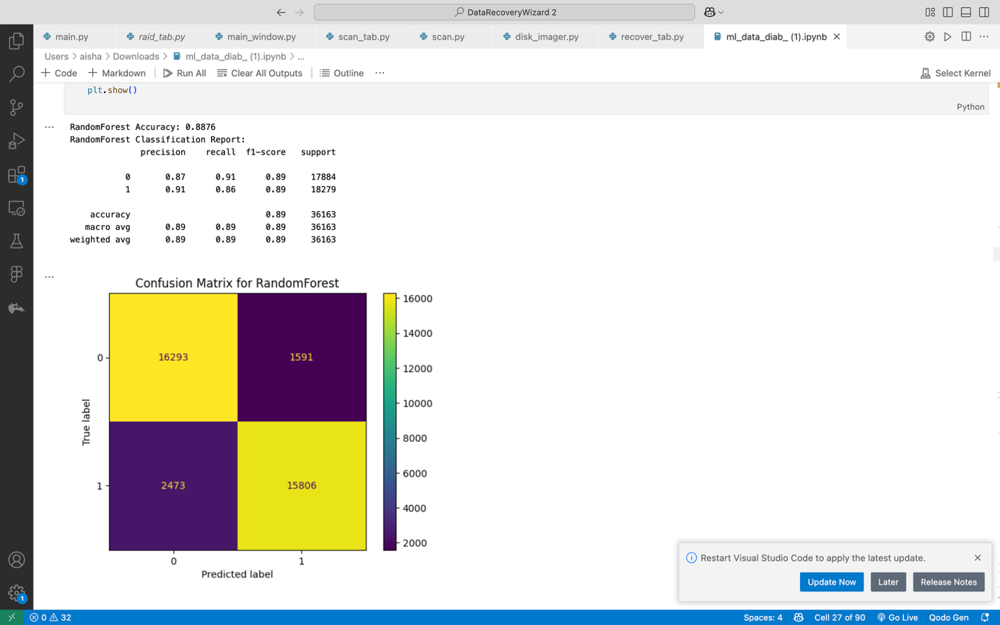 DataRecoveryWizard 2
main.py raid_tab.py main_window.py scan_tab.py scan.py disk_imager.py recover_tab.py ml_data_diab_ (1).ipynb
Users > aisha > Downloads > ml_data_diab_ (1).ipynb > ...
+ Code + Markdown Run All Clear All Outputs Outline ... Select Kernel
plt.show()
Python
RandomForest Accuracy: 0.8876
RandomForest Classification Report:
precision recall f1-score support
0 0.87 0.91 0.89 17884
1 0.91 0.86 0.89 18279
accuracy 0.89 36163
macro avg 0.89 0.89 0.89 36163
weighted avg 0.89 0.89 0.89 36163
Confusion Matrix for RandomForest
16000
14000
12000
10000
8000
6000
4000
2000
True label
0 16293 1591
1 2473 15806
0 1
Predicted label
Restart Visual Studio Code to apply the latest update.
Update Now Later Release Notes
1
1
0 32 Spaces: 4 Cell 27 of 90 Go Live Qodo Gen